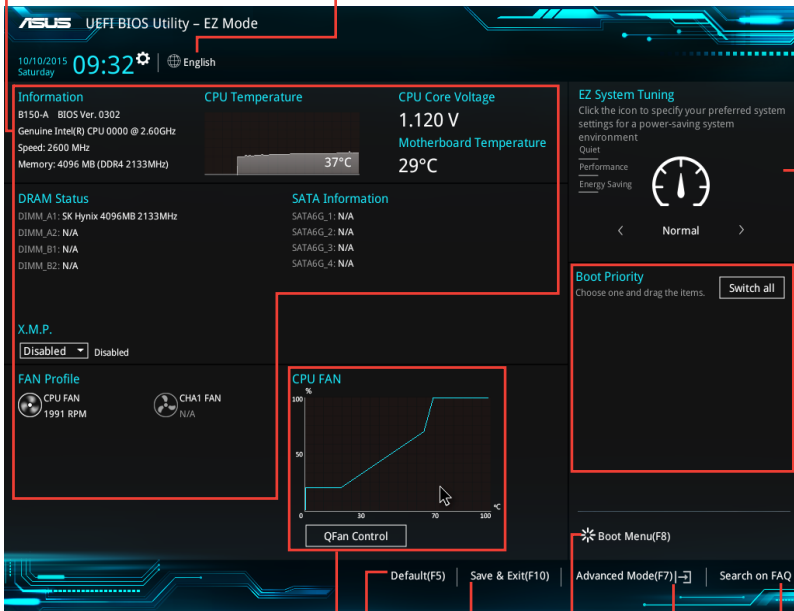 ASUS UEFI BIOS Utility – EZ Mode
10/10/2015
Saturday
09:32
English
Information
B150-A BIOS Ver. 0302
Genuine Intel(R) CPU 0000 @ 2.60GHz
Speed: 2600 MHz
Memory: 4096 MB (DDR4 2133MHz)
CPU Temperature
37°C
CPU Core Voltage
1.120 V
Motherboard Temperature
29°C
EZ System Tuning
Click the icon to specify your preferred system
settings for a power-saving system
environment
Quiet
Performance
Energy Saving
< Normal >
DRAM Status
DIMM_A1: SK Hynix 4096MB 2133MHz
DIMM_A2: N/A
DIMM_B1: N/A
DIMM_B2: N/A
SATA Information
SATA6G_1: N/A
SATA6G_2: N/A
SATA6G_3: N/A
SATA6G_4: N/A
Boot Priority
Choose one and drag the items.
Switch all
X.M.P.
Disabled Disabled
FAN Profile
CPU FAN
1991 RPM
CHA1 FAN
N/A
CPU FAN
%
100
50
0 30 70 100
°C
QFan Control
Boot Menu(F8)
Default(F5) Save & Exit(F10) Advanced Mode(F7) Search on FAQ